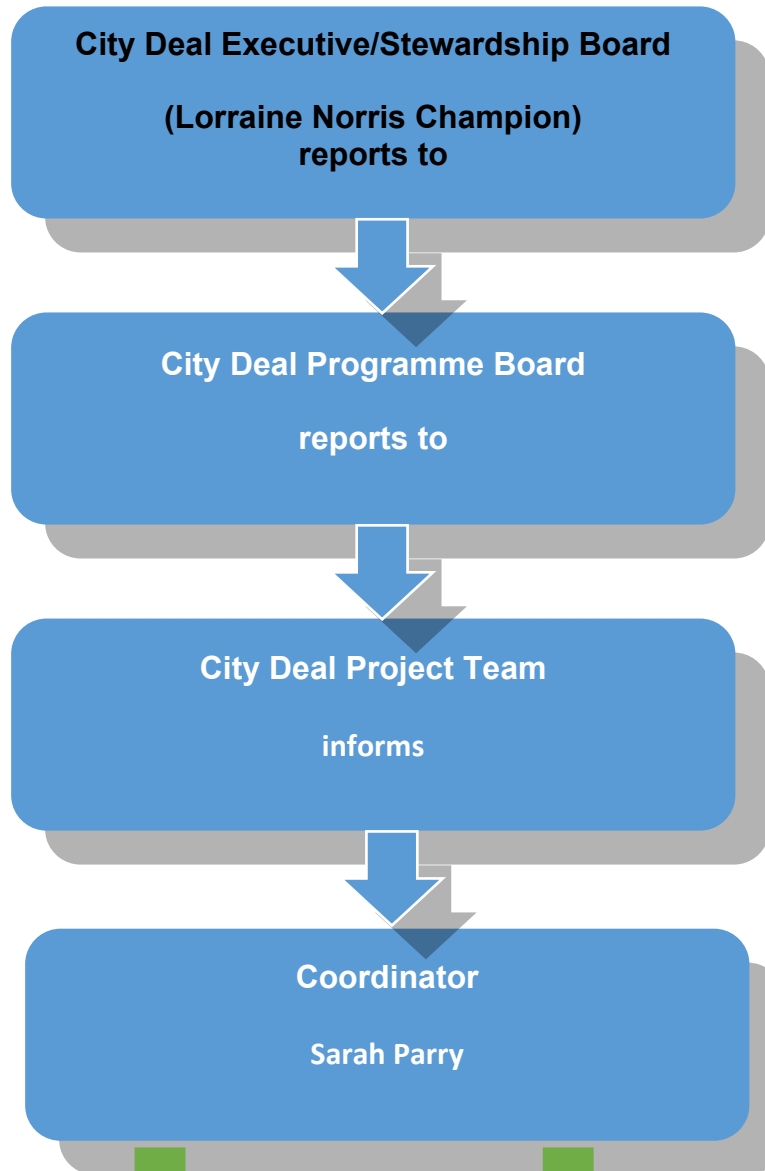 City Deal Executive/Stewardship Board
(Lorraine Norris Champion)
reports to
City Deal Programme Board
reports to
City Deal Project Team
informs
Coordinator
Sarah Parry